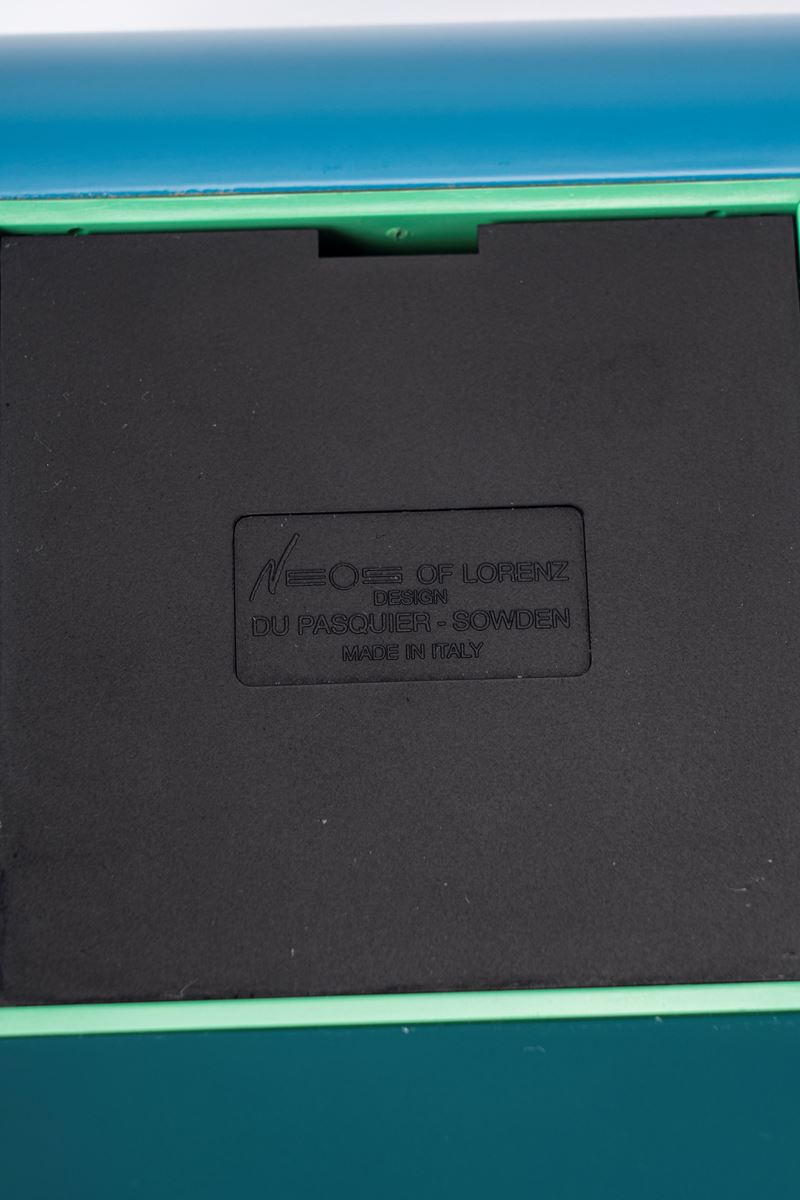 NEOS OF LORENZ
DESIGN
DU PASQUIER - SOWDEN
MADE IN ITALY